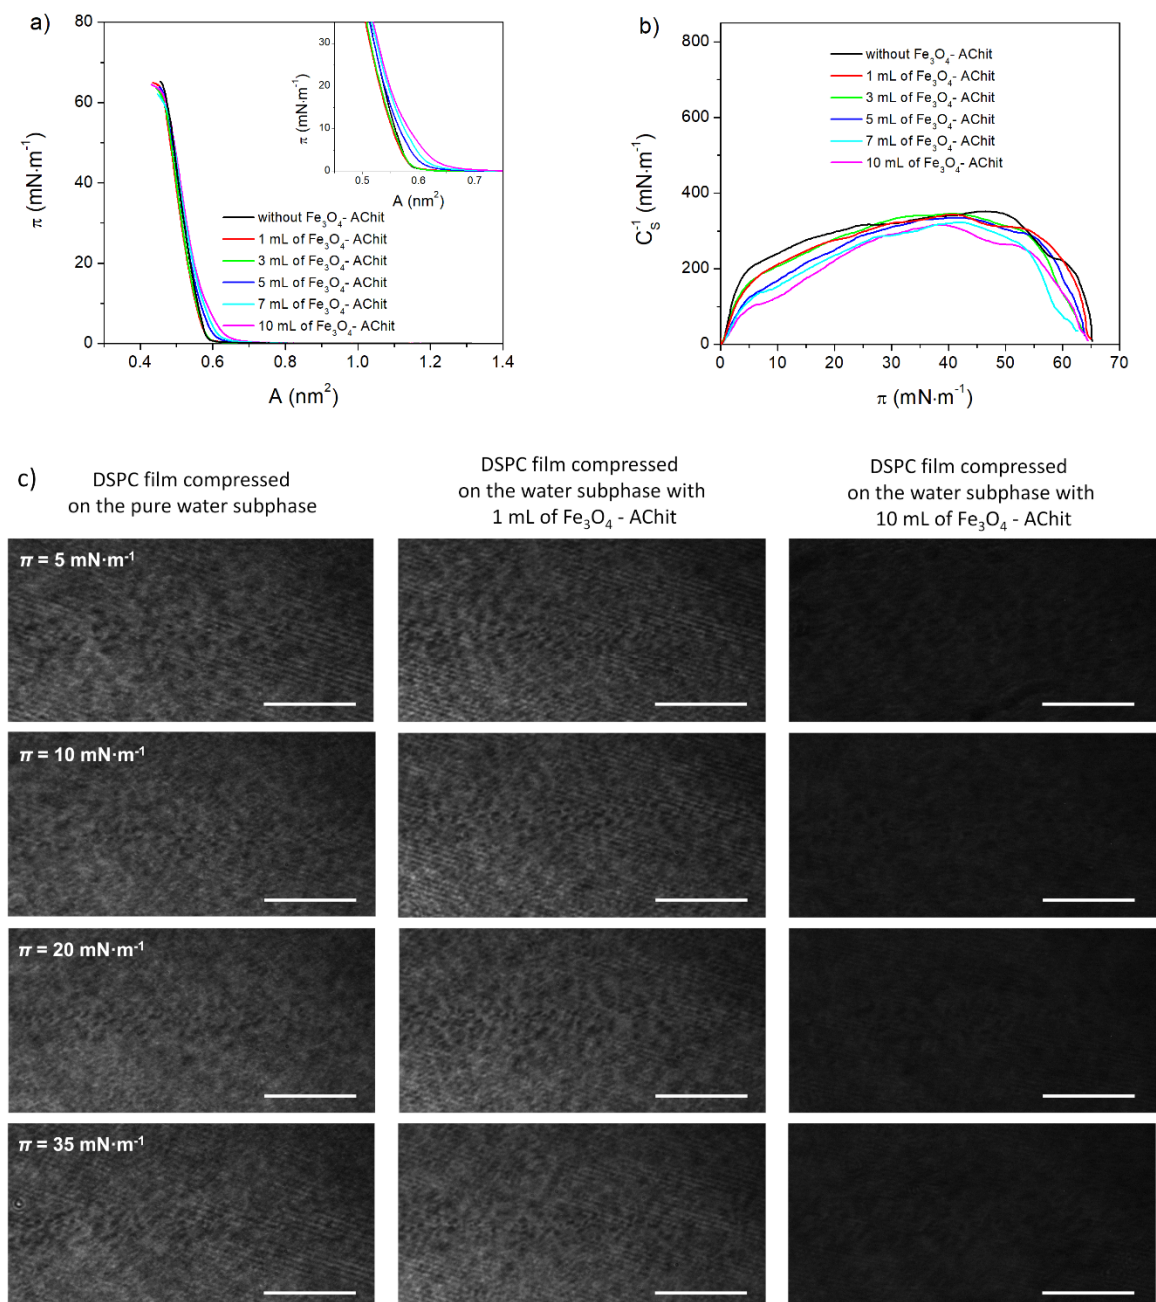 a)
80
60
40
20
0
π (mN·m⁻¹)
0.4 0.6 0.8 1.0 1.2 1.4
A (nm²)
30
20
10
0
π (mN·m⁻¹)
0.5 0.6 0.7
A (nm²)
without Fe₃O₄- AChit
1 mL of Fe₃O₄- AChit
3 mL of Fe₃O₄- AChit
5 mL of Fe₃O₄- AChit
7 mL of Fe₃O₄- AChit
10 mL of Fe₃O₄- AChit
b)
800
600
400
200
0
C_S⁻¹ (mN·m⁻¹)
0 10 20 30 40 50 60 70
π (mN·m⁻¹)
without Fe₃O₄- AChit
1 mL of Fe₃O₄- AChit
3 mL of Fe₃O₄- AChit
5 mL of Fe₃O₄- AChit
7 mL of Fe₃O₄- AChit
10 mL of Fe₃O₄- AChit
c)
DSPC film compressed
on the pure water subphase
DSPC film compressed
on the water subphase with
1 mL of Fe₃O₄ - AChit
DSPC film compressed
on the water subphase with
10 mL of Fe₃O₄ - AChit
π = 5 mN·m⁻¹
π = 10 mN·m⁻¹
π = 20 mN·m⁻¹
π = 35 mN·m⁻¹